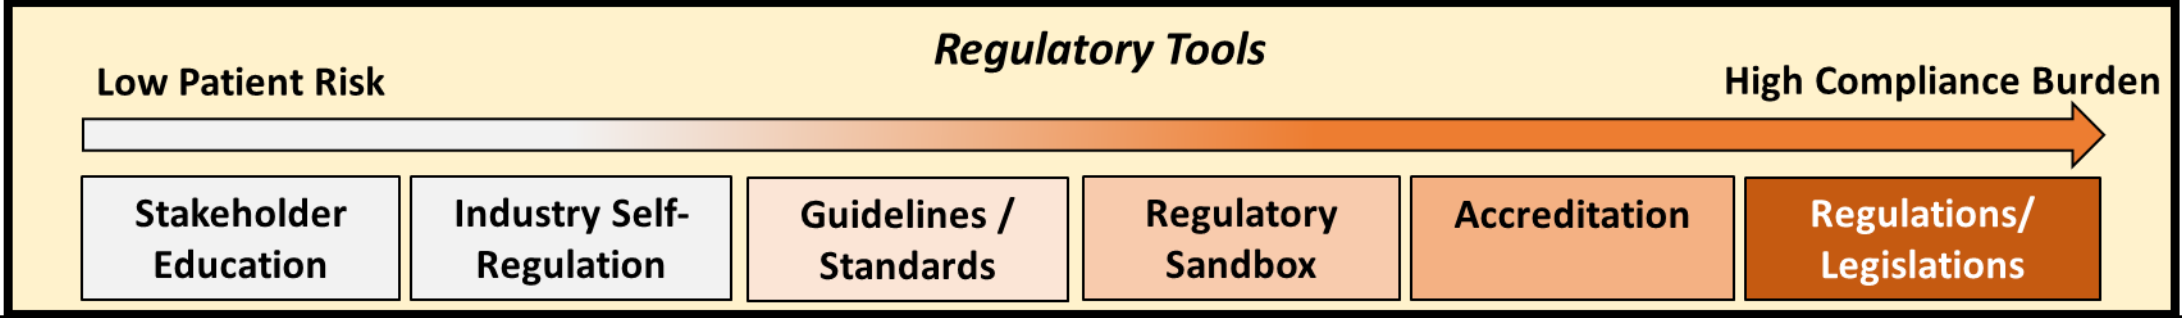 Regulatory Tools
Low Patient Risk
High Compliance Burden
Stakeholder
Education
Industry Self-
Regulation
Guidelines /
Standards
Regulatory
Sandbox
Accreditation
Regulations/
Legislations